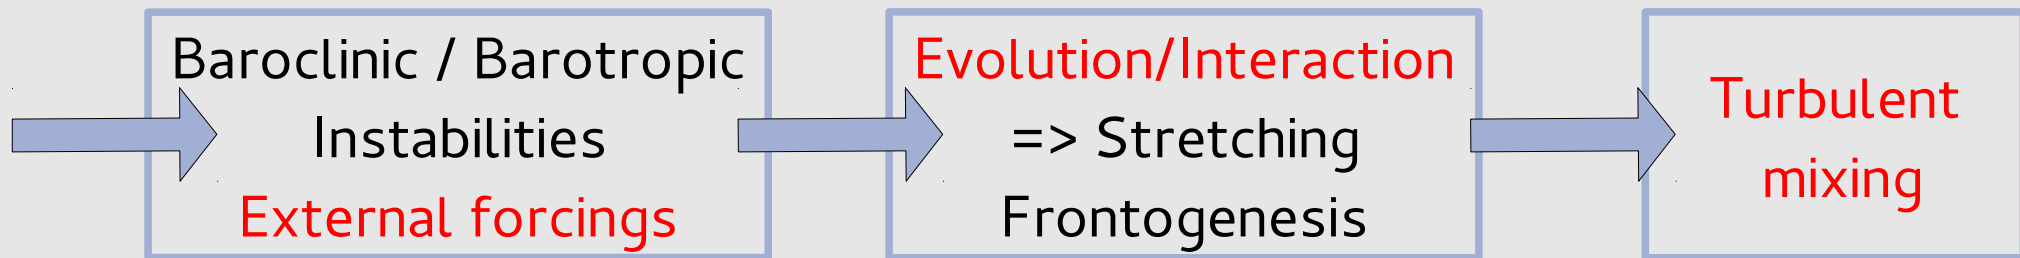 Baroclinic / Barotropic
Instabilities
External forcings
Evolution/Interaction
=> Stretching
Frontogenesis
Turbulent
mixing